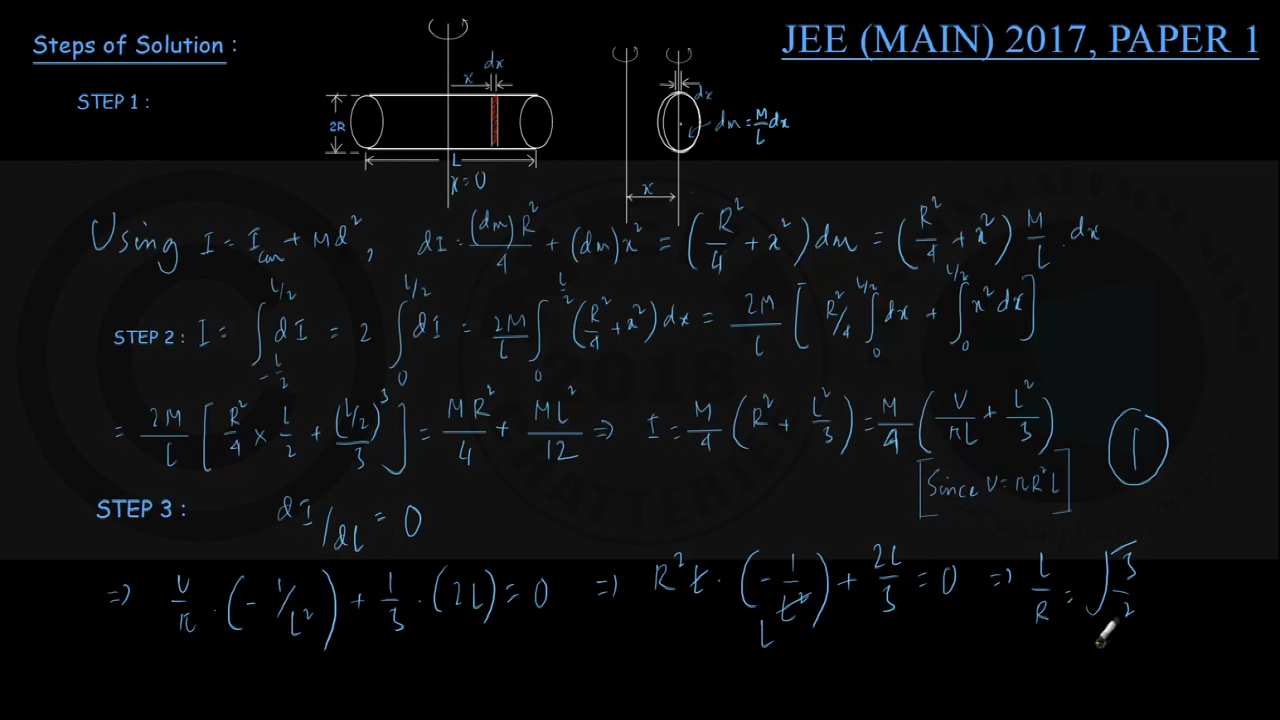 Steps of Solution :
JEE (MAIN) 2017, PAPER 1
STEP 1 :
2R
x
dx
L
x=0
dx
dm = M/L dx
x
Using I = I_cm + Md², dI = (dm)R²/4 + (dm)x² = (R²/4 + x²) dm = (R²/4 + x²) M/L . dx
STEP 2 : I = ∫_{-L/2}^{L/2} dI = 2 ∫_0^{L/2} dI = 2M/L ∫_0^{L/2} (R²/4 + x²) dx = 2M/L [ R²/4 ∫_0^{L/2} dx + ∫_0^{L/2} x² dx ]
= 2M/L [ R²/4 × L/2 + (L/2)³/3 ] = MR²/4 + ML²/12 ⇒ I = M/4 (R² + L²/3) = M/4 (V/πL + L²/3) 1
[Since V = πR²L]
STEP 3 : dI/dL = 0
⇒ V/π . (- 1/L²) + 1/3 . (2L) = 0 ⇒ R² L . (- 1/L²) + 2L/3 = 0 ⇒ L/R = √3/2
L